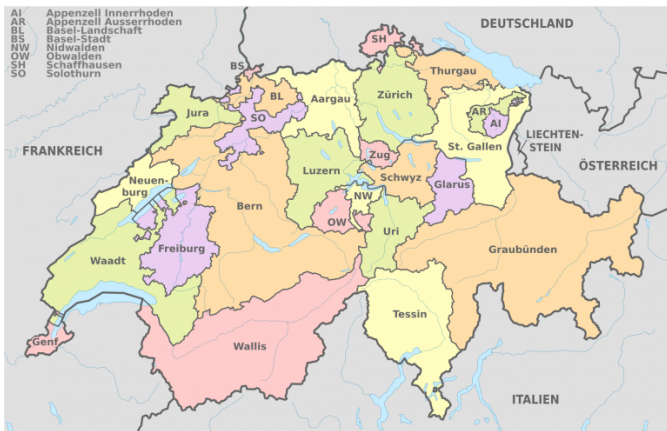 AI Appenzell Innerrhoden
AR Appenzell Ausserrhoden
BL Basel-Landschaft
BS Basel-Stadt
NW Nidwalden
OW Obwalden
SH Schaffhausen
SO Solothurn
DEUTSCHLAND
SH
BS
Thurgau
BL
Aargau
Zürich
Jura
SO
AR
AI
FRANKREICH
LIECHTEN-
STEIN
St. Gallen
Zug
ÖSTERREICH
Luzern
Schwyz
Neuen-
burg
Glarus
NW
Bern
OW
Uri
Freiburg
Graubünden
Waadt
Tessin
Genf
Wallis
ITALIEN